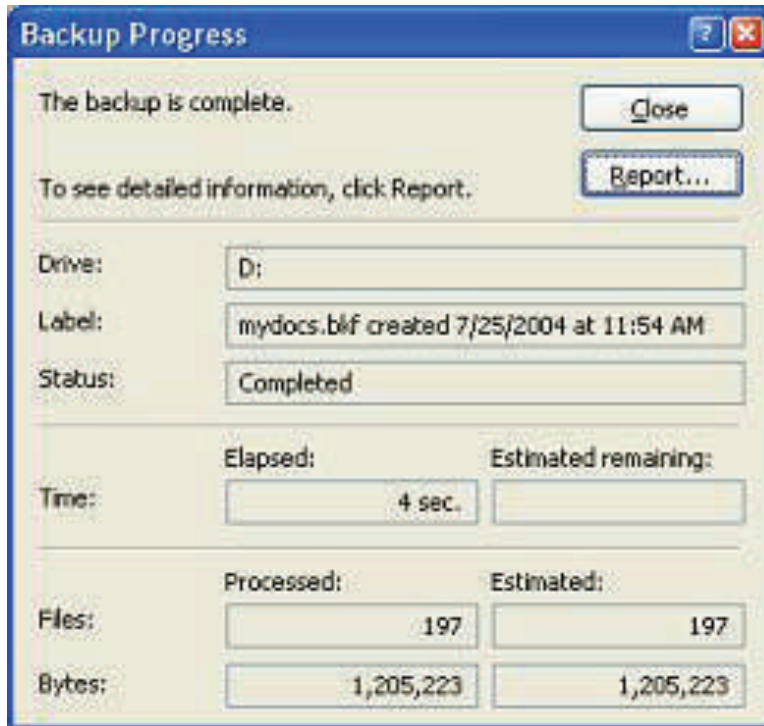 Backup Progress
The backup is complete.
Close
To see detailed information, click Report.
Report...
Drive: D:
Label: mydocs.bkf created 7/25/2004 at 11:54 AM
Status: Completed
Elapsed: Estimated remaining:
Time: 4 sec.
Processed: Estimated:
Files: 197 197
Bytes: 1,205,223 1,205,223